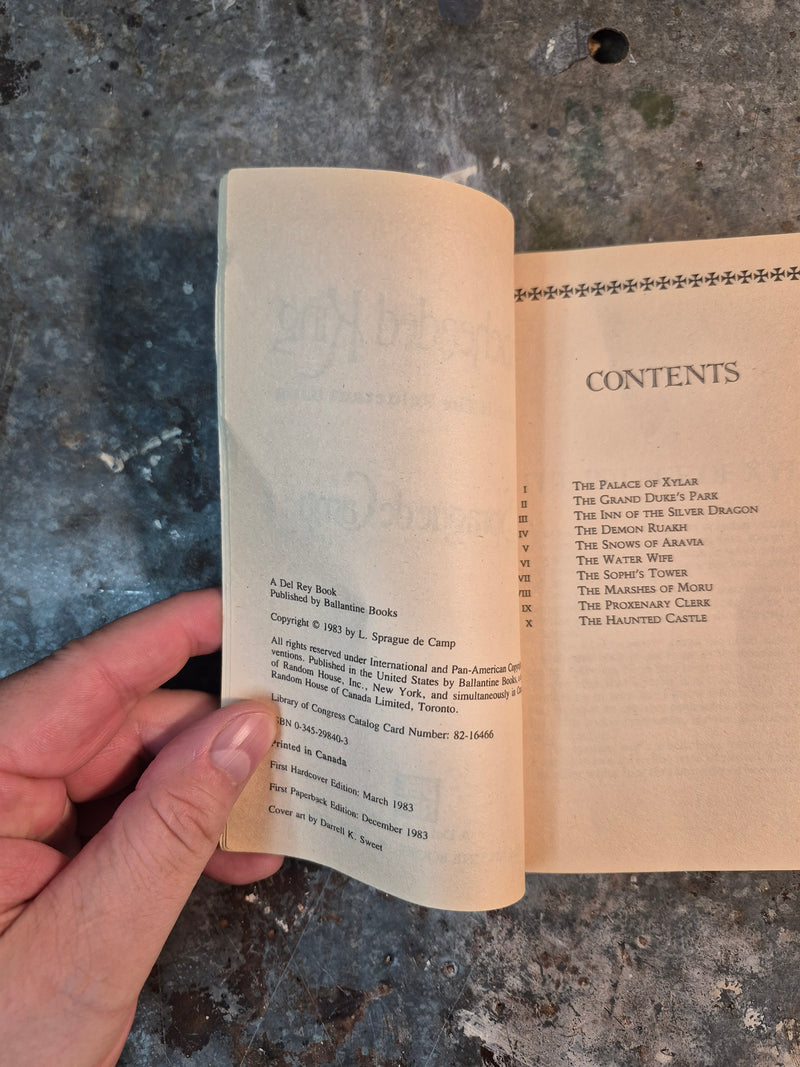 A Del Rey Book
Published by Ballantine Books
Copyright © 1983 by L. Sprague de Camp
All rights reserved under International and Pan-American
ventions. Published in the United States by Ballantine Books,
of Random House, Inc., New York, and simultaneously in
Random House of Canada Limited, Toronto.
Library of Congress Catalog Card Number: 82-16466
0-345-29840-3
Printed in Canada
First Hardcover Edition: March 1983
First Paperback Edition: December 1983
Cover art by Darrell K. Sweet
CONTENTS
I THE PALACE OF XYLAR
II THE GRAND DUKE'S PARK
III THE INN OF THE SILVER DRAGON
IV THE DEMON RUAKH
V THE SNOWS OF ARAVIA
VI THE WATER WIFE
VII THE SOPHI'S TOWER
VIII THE MARSHES OF MORU
IX THE PROXENARY CLERK
X THE HAUNTED CASTLE